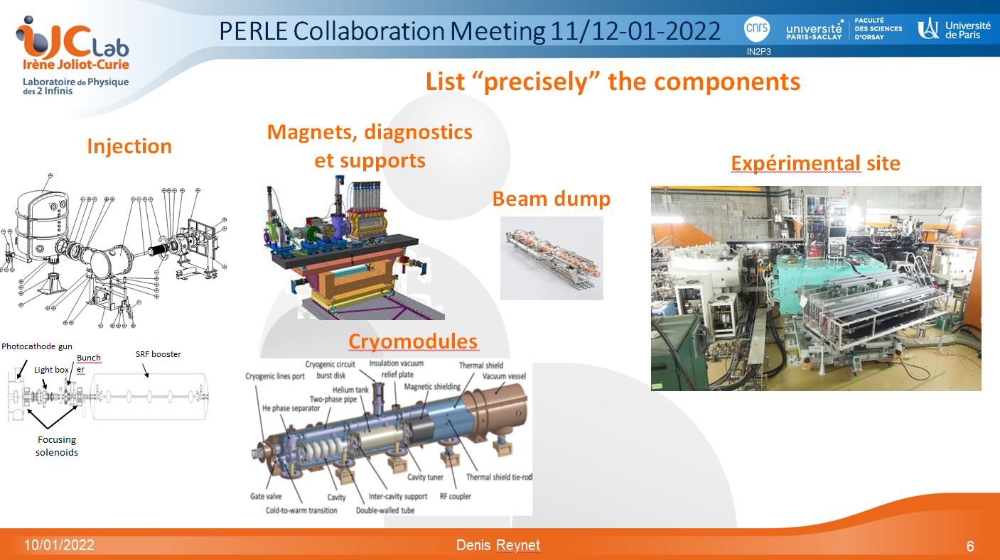 iJC Lab
Irène Joliot-Curie
Laboratoire de Physique
des 2 Infinis
PERLE Collaboration Meeting 11/12-01-2022
cnrs
IN2P3
université
PARIS-SACLAY
FACULTÉ
DES SCIENCES
D'ORSAY
Université
de Paris
List “precisely” the components
Injection
Magnets, diagnostics
et supports
Beam dump
Expérimental site
Photocathode gun
Light box
Bunch
er
SRF booster
Focusing
solenoids
Cryomodules
Cryogenic lines port
Cryogenic circuit
burst disk
Insulation vacuum
relief plate
Thermal shield
Vacuum vessel
Magnetic shielding
Helium tank
Two-phase pipe
He phase separator
Gate valve
Cold-to-warm transition
Cavity
Double-walled tube
Inter-cavity support
Cavity tuner
RF coupler
Thermal shield tie-rod
10/01/2022
Denis Reynet
6